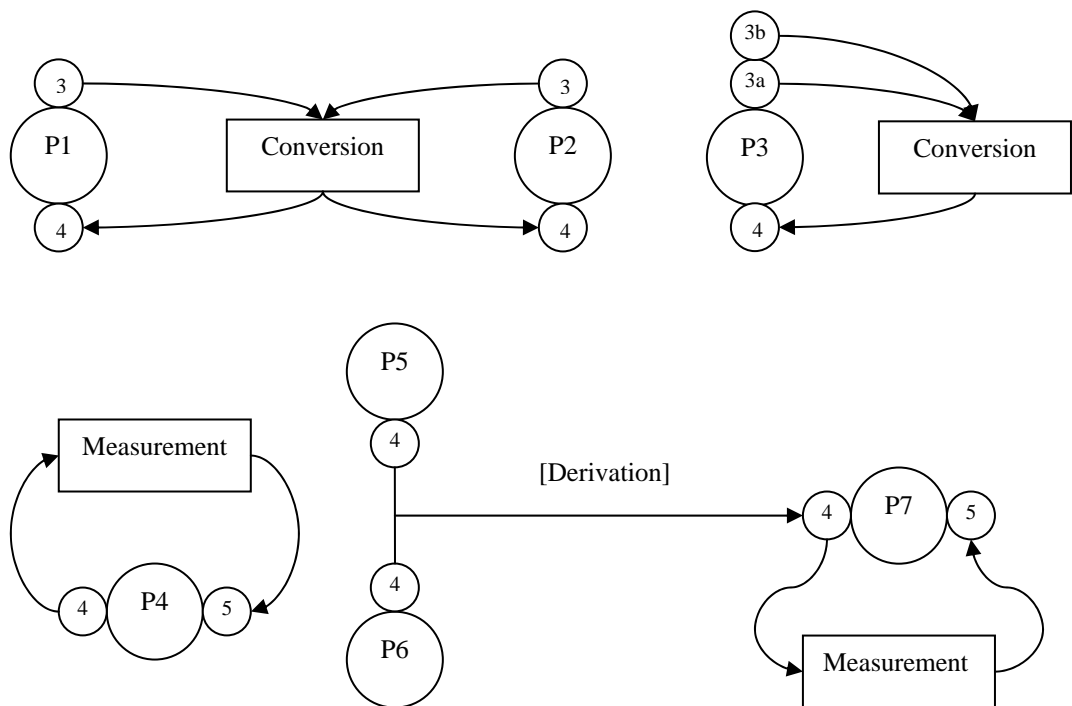 3b
3
3
3a
P1
Conversion
P2
P3
Conversion
4
4
4
P5
4
Measurement
[Derivation]
4
P7
5
4
P4
5
4
P6
Measurement